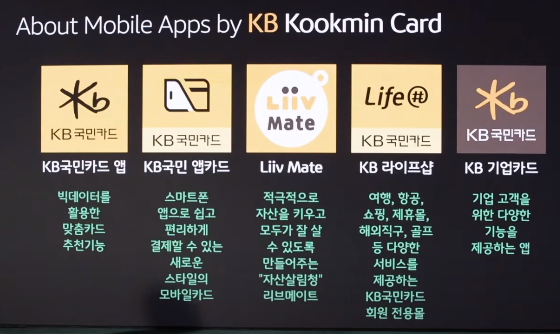 About Mobile Apps by KB Kookmin Card
KB 국민카드
KB국민카드 앱
빅데이터를
활용한
맞춤카드
추천기능
KB 국민카드
KB국민 앱카드
스마트폰
앱으로 쉽고
편리하게
결제할 수 있는
새로운
스타일의
모바일카드
Liiv
Mate
Liiv Mate
적극적으로
자산을 키우고
모두가 잘 살
수 있도록
만들어주는
"자산살림청"
리브메이트
Life@
KB 국민카드
KB 라이프샵
여행, 항공,
쇼핑, 제휴몰,
해외직구, 골프
등 다양한
서비스를
제공하는
KB국민카드
회원 전용몰
KB 국민카드
KB 기업카드
기업 고객을
위한 다양한
기능을
제공하는 앱